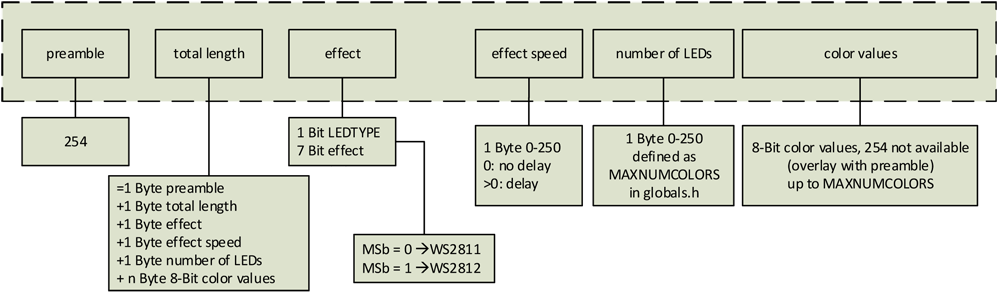 preamble
total length
effect
effect speed
number of LEDs
color values
254
=1 Byte preamble
+1 Byte total length
+1 Byte effect
+1 Byte effect speed
+1 Byte number of LEDs
+ n Byte 8-Bit color values
1 Bit LEDTYPE
7 Bit effect
MSb = 0 →WS2811
MSb = 1 →WS2812
1 Byte 0-250
0: no delay
>0: delay
1 Byte 0-250
defined as
MAXNUMCOLORS
in globals.h
8-Bit color values, 254 not available
(overlay with preamble)
up to MAXNUMCOLORS